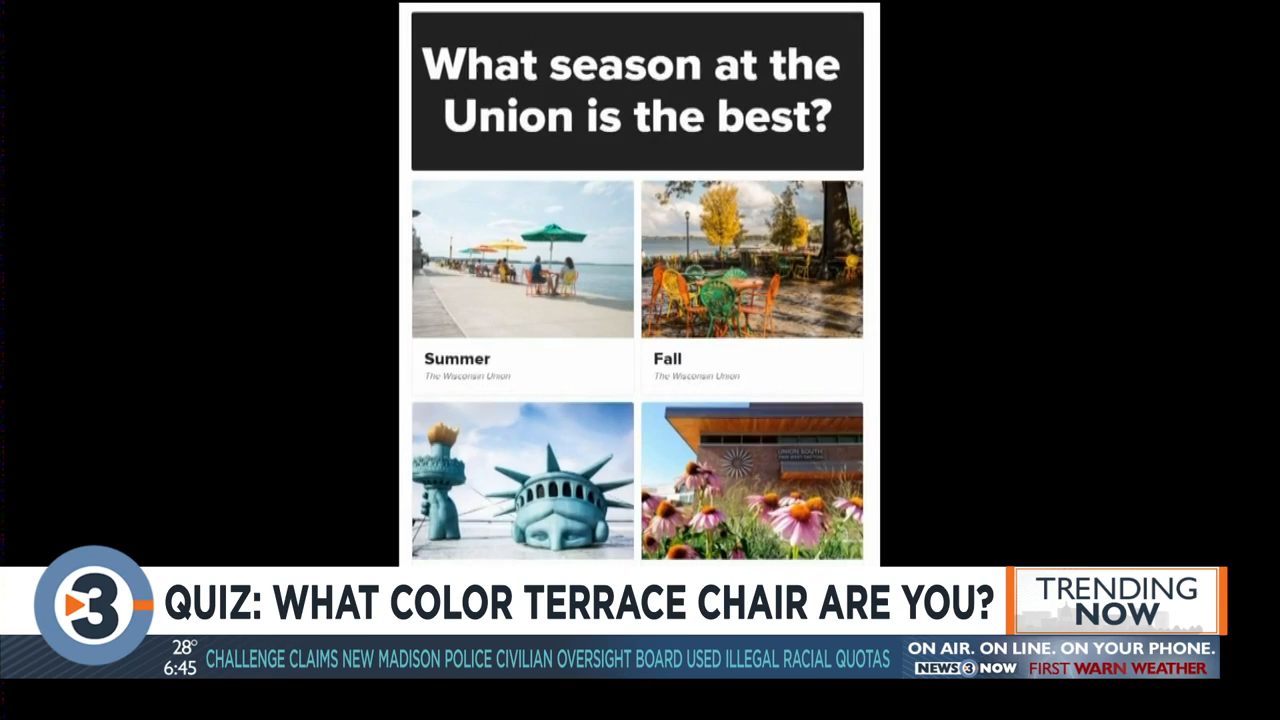 What season at the
Union is the best?
Summer
The Wisconsin Union
Fall
The Wisconsin Union
UNION SOUTH
3
QUIZ: WHAT COLOR TERRACE CHAIR ARE YOU?
TRENDING
NOW
28°
6:45
CHALLENGE CLAIMS NEW MADISON POLICE CIVILIAN OVERSIGHT BOARD USED ILLEGAL RACIAL QUOTAS
ON AIR. ON LINE. ON YOUR PHONE.
NEWS 3 NOW
FIRST WARN WEATHER